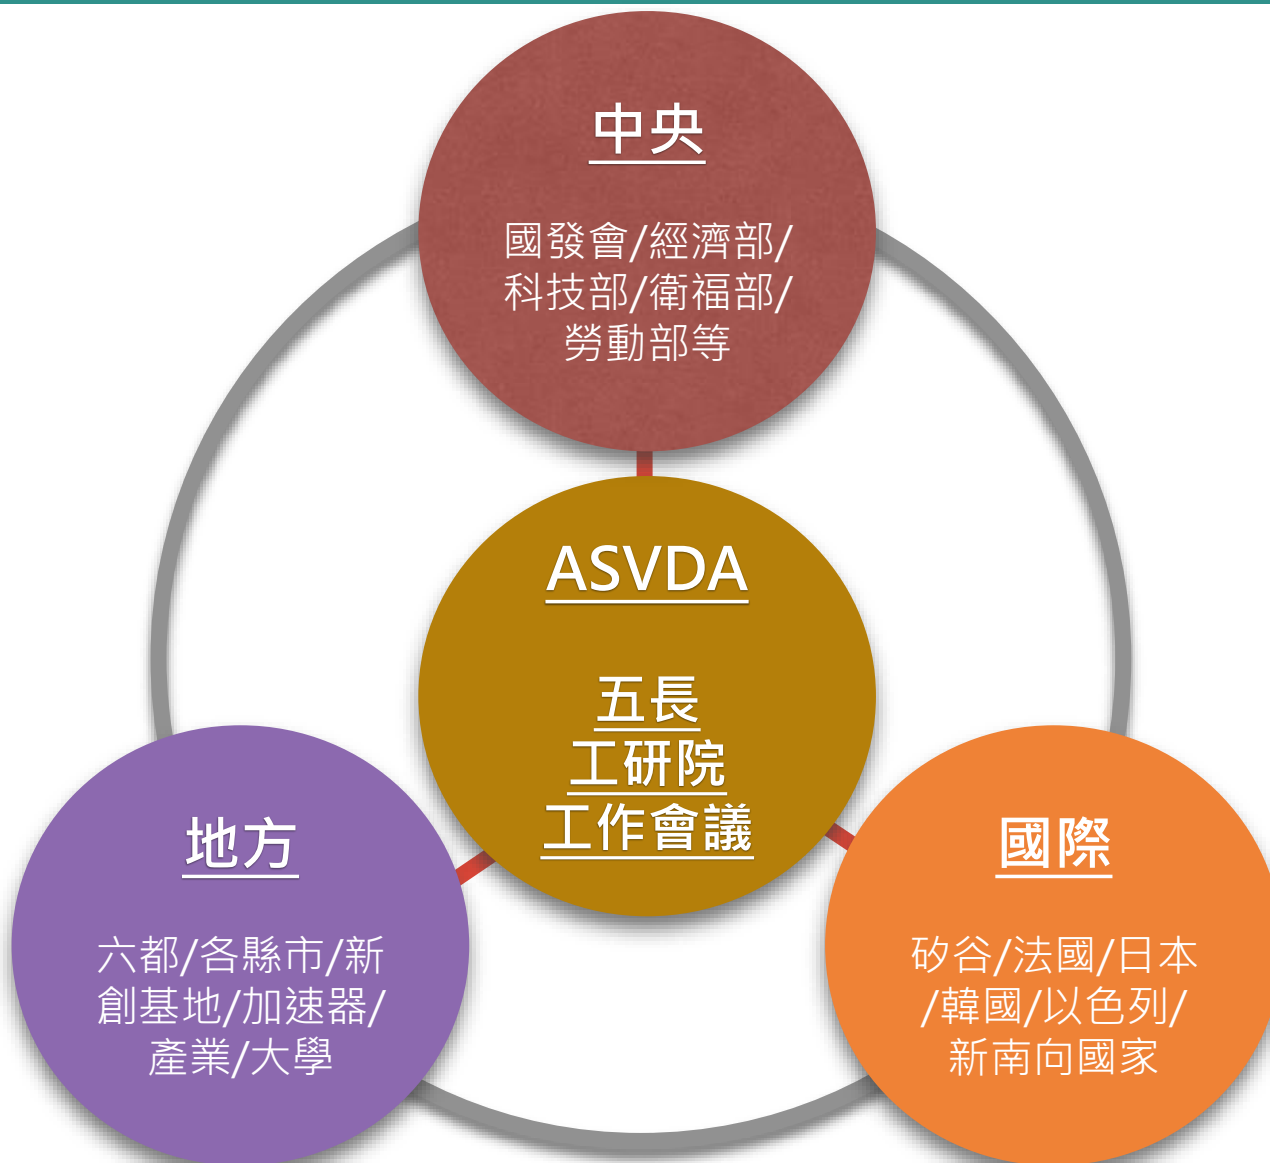 中央
國發會/經濟部/
科技部/衛福部/
勞動部等
ASVDA
五長
工研院
工作會議
地方
六都/各縣市/新
創基地/加速器/
產業/大學
國際
矽谷/法國/日本
/韓國/以色列/
新南向國家